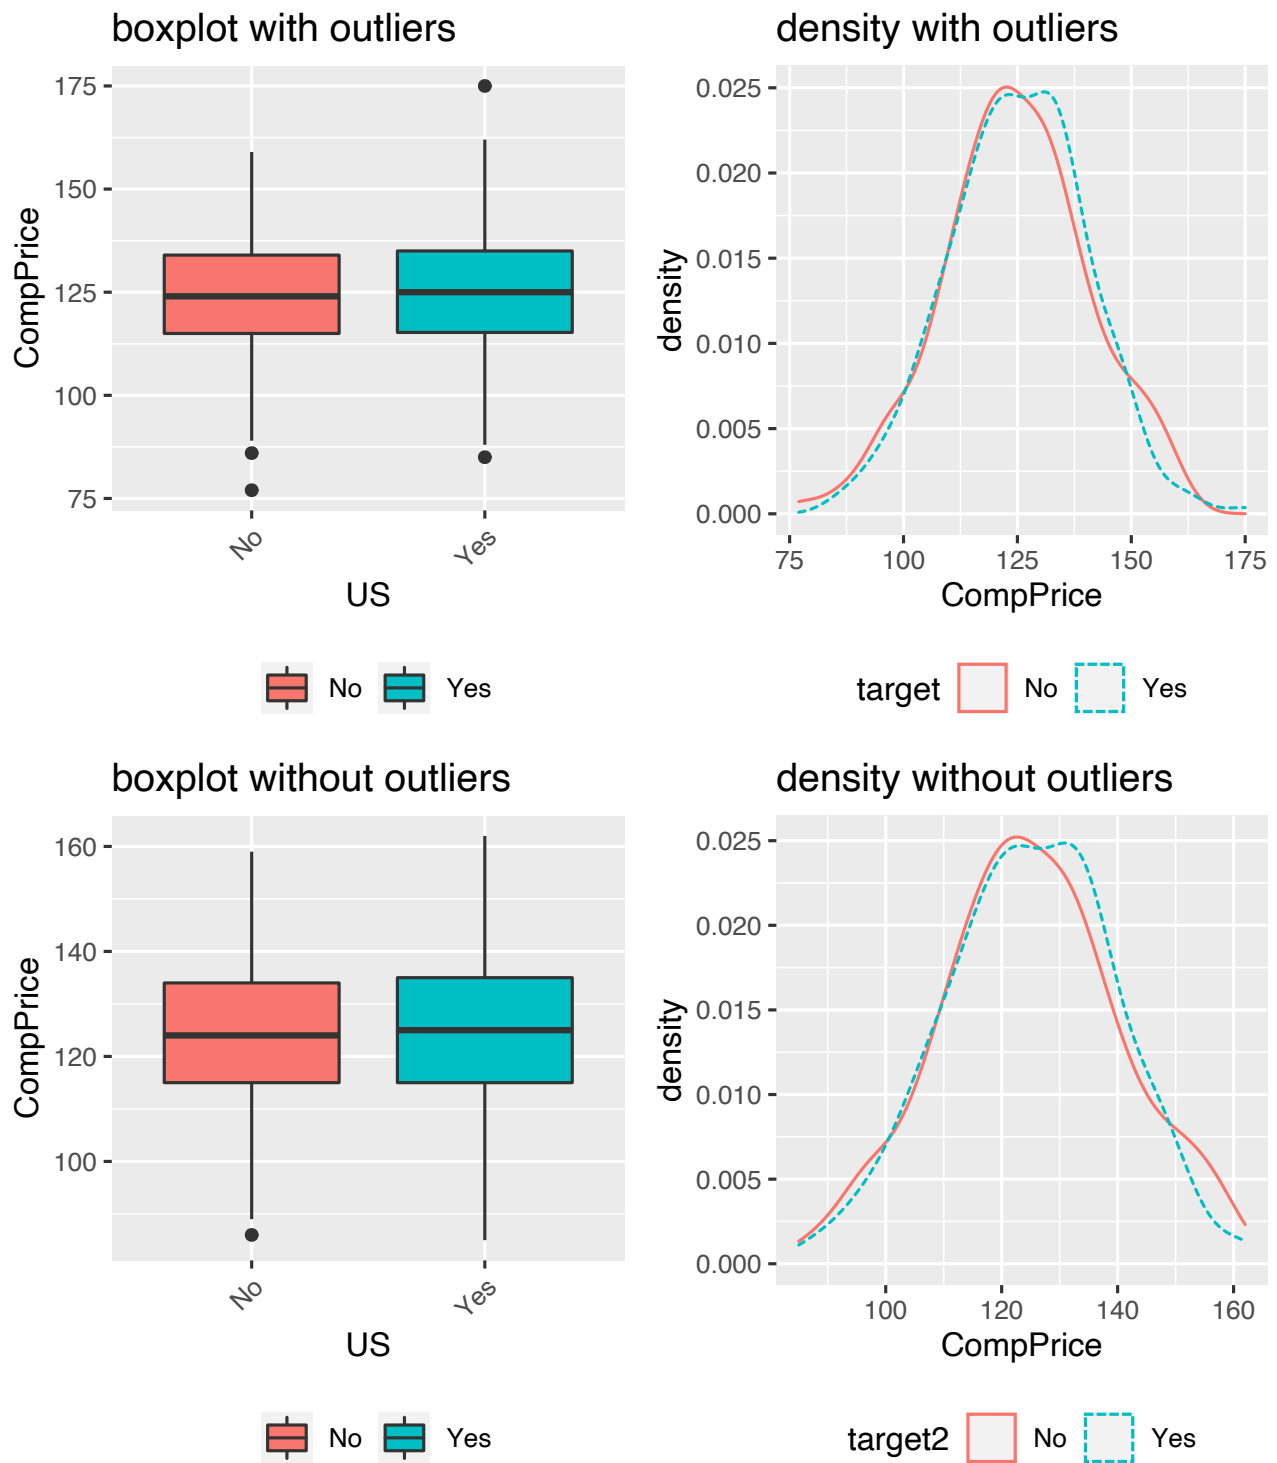 boxplot with outliers
175
150
125
100
75
CompPrice
No
Yes
US
No Yes
density with outliers
0.025
0.020
0.015
0.010
0.005
0.000
density
75 100 125 150 175
CompPrice
target No Yes
boxplot without outliers
160
140
120
100
CompPrice
No
Yes
US
No Yes
density without outliers
0.025
0.020
0.015
0.010
0.005
0.000
density
100 120 140 160
CompPrice
target2 No Yes